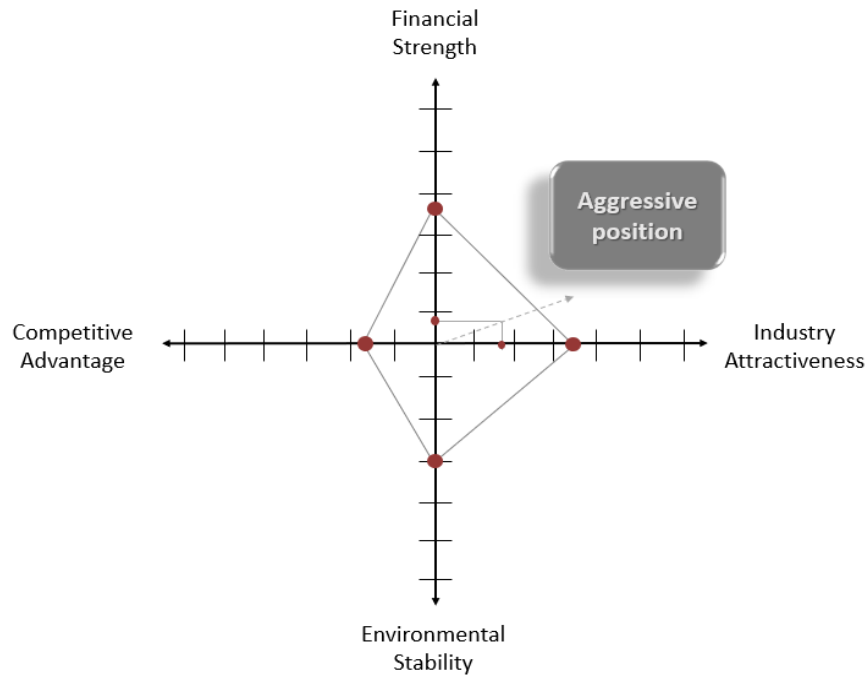 Financial
Strength
Aggressive
position
Competitive
Advantage
Industry
Attractiveness
Environmental
Stability